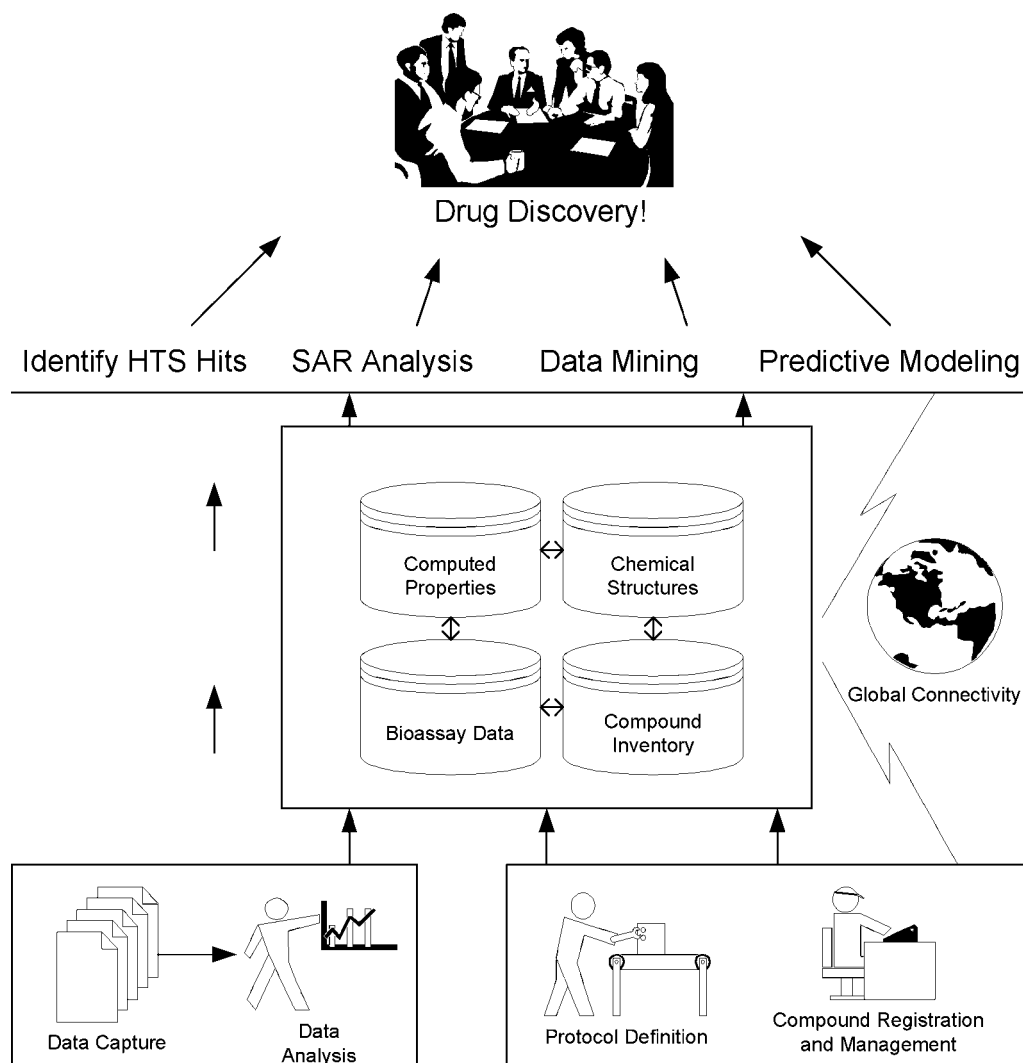 Drug Discovery!
Identify HTS Hits
SAR Analysis
Data Mining
Predictive Modeling
Computed
Properties
Chemical
Structures
Bioassay Data
Compound
Inventory
Global Connectivity
Data Capture
Data
Analysis
Protocol Definition
Compound Registration
and Management